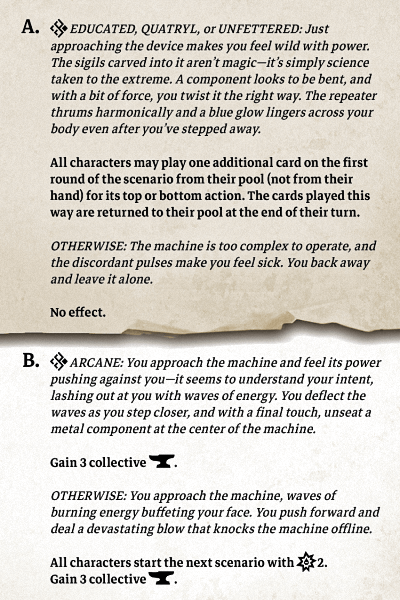 A. EDUCATED, QUATRYL, or UNFETTERED: Just
approaching the device makes you feel wild with power.
The sigils carved into it aren't magic—it's simply science
taken to the extreme. A component looks to be bent, and
with a bit of force, you twist it the right way. The repeater
thrums harmonically and a blue glow lingers across your
body even after you've stepped away.
All characters may play one additional card on the first
round of the scenario from their pool (not from their
hand) for its top or bottom action. The cards played this
way are returned to their pool at the end of their turn.
OTHERWISE: The machine is too complex to operate, and
the discordant pulses make you feel sick. You back away
and leave it alone.
No effect.
B. ARCANE: You approach the machine and feel its power
pushing against you—it seems to understand your intent,
lashing out at you with waves of energy. You deflect the
waves as you step closer, and with a final touch, unseat a
metal component at the center of the machine.
Gain 3 collective .
OTHERWISE: You approach the machine, waves of
burning energy buffeting your face. You push forward and
deal a devastating blow that knocks the machine offline.
All characters start the next scenario with 2.
Gain 3 collective .